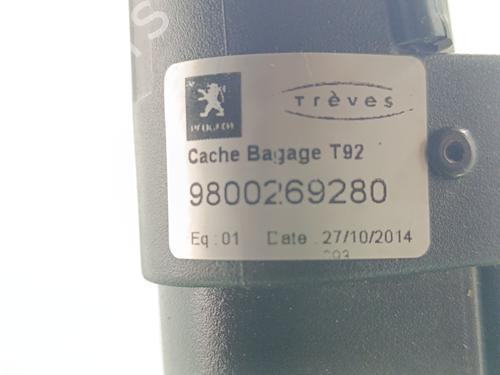 PEUGEOT
Trèves
Cache Bagage T92
9800269280
Eq : 01 Date : 27/10/2014